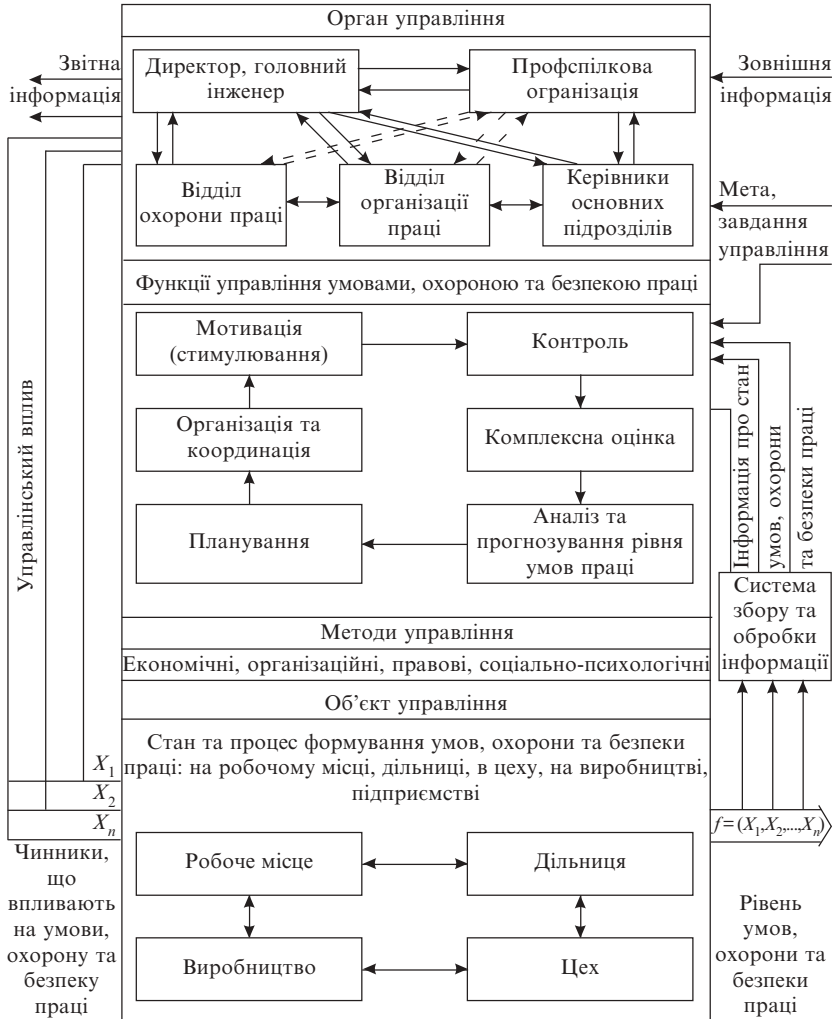 Орган управління
Звітна
інформація
Директор, головний
інженер
Профспілкова
огранізація
Зовнішня
інформація
Відділ
охорони праці
Відділ
організації
праці
Керівники
основних
підрозділів
Мета,
завдання
управління
Функції управління умовами, охороною та безпекою праці
Мотивація
(стимулювання)
Контроль
Організація та
координація
Комплексна оцінка
Планування
Аналіз та
прогнозування рівня
умов праці
Управлінський вплив
Інформація про стан
умов, охорони
та безпеки праці
Система
збору та
обробки
інформації
Методи управління
Економічні, організаційні, правові, соціально-психологічні
Об’єкт управління
Стан та процес формування умов, охорони та безпеки
праці: на робочому місці, дільниці, в цеху, на виробництві,
підприємстві
X1
X2
Xn
f=(X1,X2,...,Xn)
Чинники,
що
впливають
на умови,
охорону та
безпеку
праці
Робоче місце
Дільниця
Виробництво
Цех
Рівень
умов,
охорони та
безпеки
праці